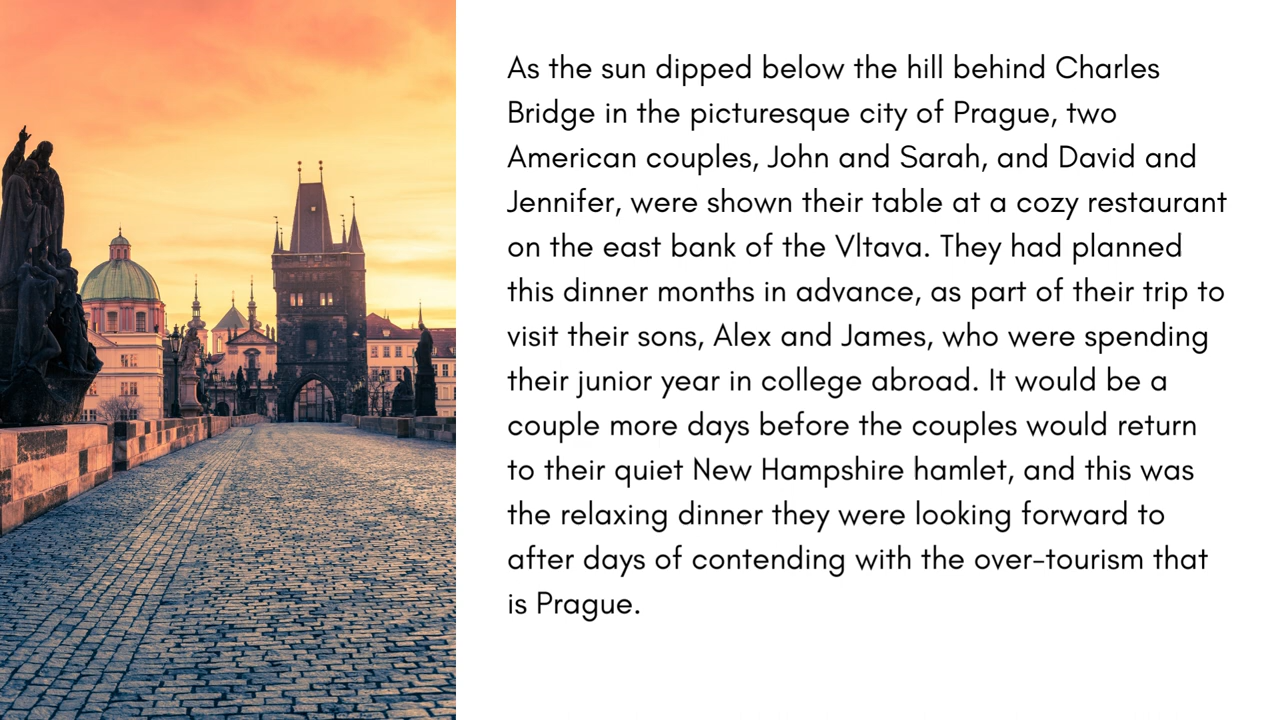 As the sun dipped below the hill behind Charles
Bridge in the picturesque city of Prague, two
American couples, John and Sarah, and David and
Jennifer, were shown their table at a cozy restaurant
on the east bank of the Vltava. They had planned
this dinner months in advance, as part of their trip to
visit their sons, Alex and James, who were spending
their junior year in college abroad. It would be a
couple more days before the couples would return
to their quiet New Hampshire hamlet, and this was
the relaxing dinner they were looking forward to
after days of contending with the over-tourism that
is Prague.